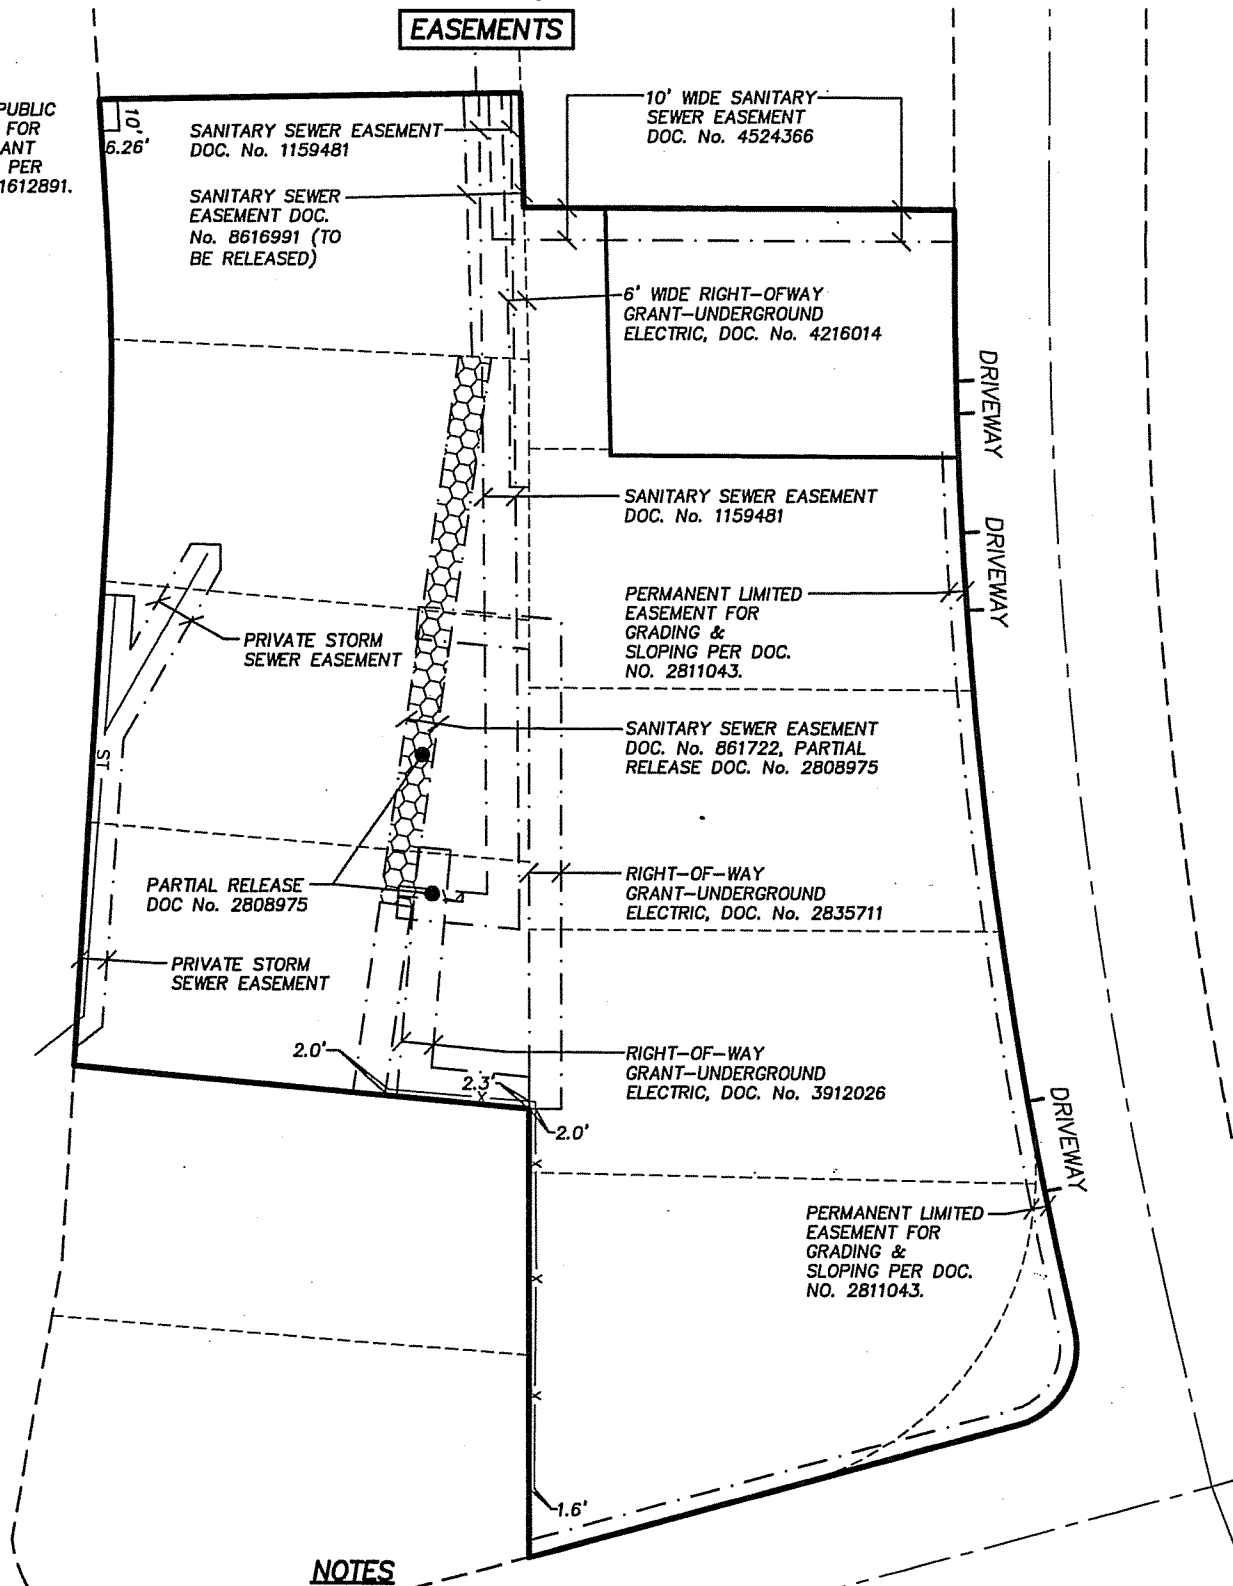 EASEMENTS
PUBLIC
FOR
ANT
PER
1612891.
10'
6.26'
SANITARY SEWER EASEMENT
DOC. No. 1159481
10' WIDE SANITARY
SEWER EASEMENT
DOC. No. 4524366
SANITARY SEWER
EASEMENT DOC.
No. 8616991 (TO
BE RELEASED)
6' WIDE RIGHT-OFWAY
GRANT-UNDERGROUND
ELECTRIC, DOC. No. 4216014
DRIVEWAY
SANITARY SEWER EASEMENT
DOC. No. 1159481
DRIVEWAY
PERMANENT LIMITED
EASEMENT FOR
GRADING &
SLOPING PER DOC.
NO. 2811043.
PRIVATE STORM
SEWER EASEMENT
ST
SANITARY SEWER EASEMENT
DOC. No. 861722, PARTIAL
RELEASE DOC. No. 2808975
PARTIAL RELEASE
DOC No. 2808975
RIGHT-OF-WAY
GRANT-UNDERGROUND
ELECTRIC, DOC. No. 2835711
PRIVATE STORM
SEWER EASEMENT
2.0'
RIGHT-OF-WAY
GRANT-UNDERGROUND
ELECTRIC, DOC. No. 3912026
2.3'
X
2.0'
DRIVEWAY
X
PERMANENT LIMITED
EASEMENT FOR
GRADING &
SLOPING PER DOC.
NO. 2811043.
X
X
1.6'
NOTES